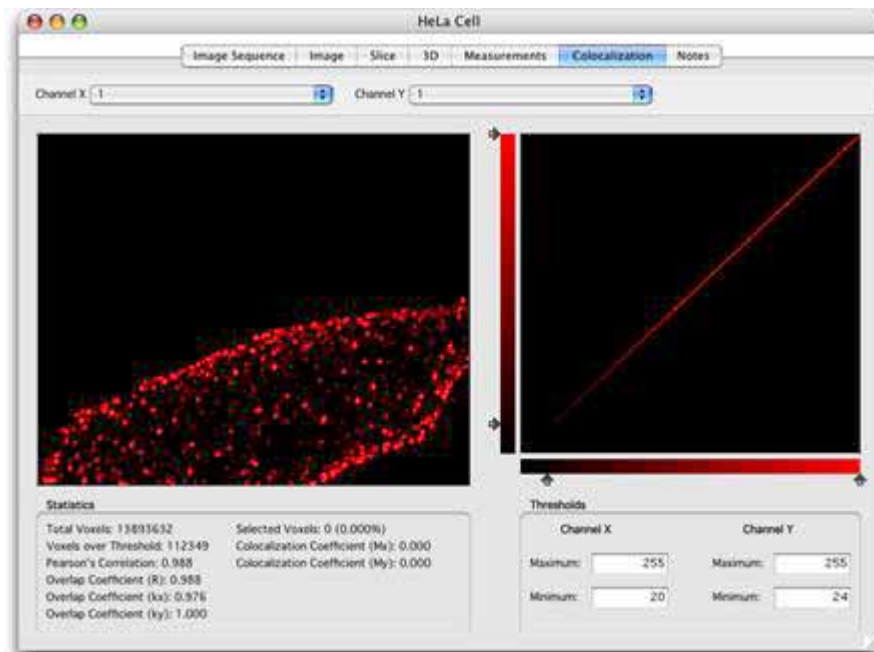 HeLa Cell
Image Sequence Image Slice 3D Measurements Colocalization Notes
Channel X 1 Channel Y 1
Statistics
Total Voxels: 13893632 Selected Voxels: 0 (0.000%)
Voxels over Threshold: 112349 Colocalization Coefficient (Mx): 0.000
Pearson's Correlation: 0.988 Colocalization Coefficient (My): 0.000
Overlap Coefficient (R): 0.988
Overlap Coefficient (kx): 0.976
Overlap Coefficient (ky): 1.000
Thresholds
Channel X Channel Y
Maximum: 255 Maximum: 255
Minimum: 20 Minimum: 24